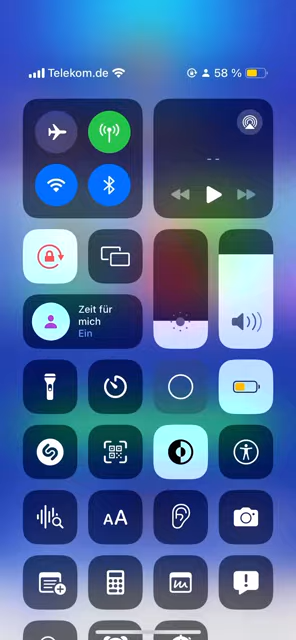 Telekom.de
58 %
--
Zeit für
mich
Ein
AA